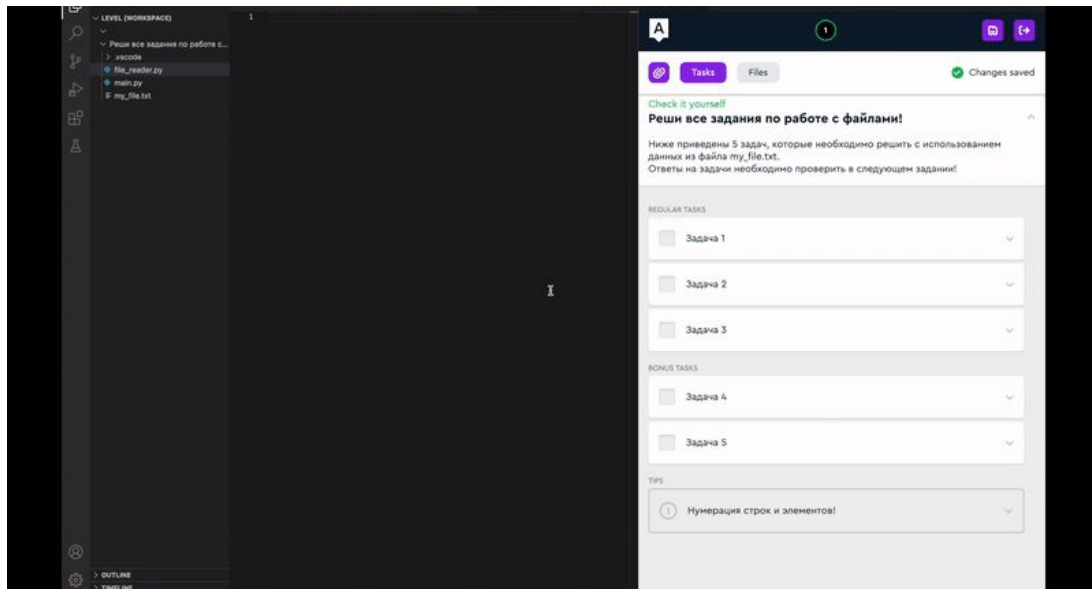 LEVEL (WORKSPACE)
Реши все задания по работе с...
.vscode
file_reader.py
main.py
my_file.txt
OUTLINE
TIMELINE
1
A
1
Tasks
Files
Changes saved
Check it yourself
Реши все задания по работе с файлами!
Ниже приведены 5 задач, которые необходимо решить с использованием
данных из файла my_file.txt.
Ответы на задачи необходимо проверить в следующем задании!
REGULAR TASKS
Задача 1
Задача 2
Задача 3
BONUS TASKS
Задача 4
Задача 5
TIPS
Нумерация строк и элементов!